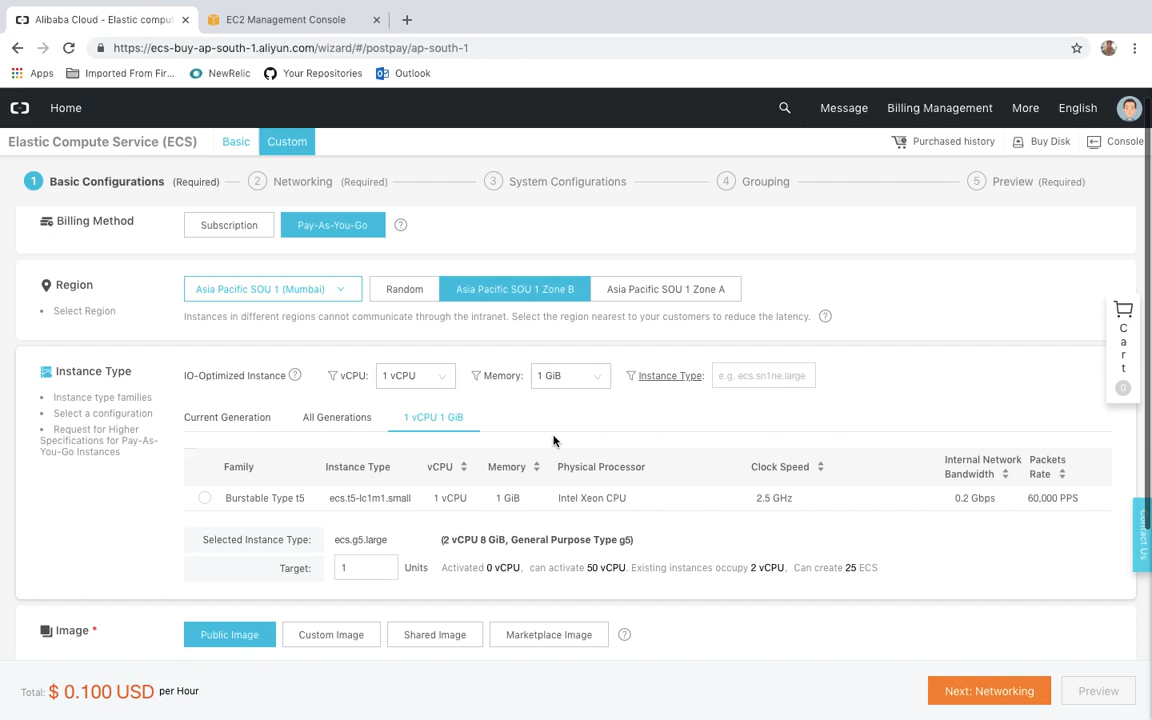 Alibaba Cloud - Elastic comput
EC2 Management Console
https://ecs-buy-ap-south-1.aliyun.com/wizard/#/postpay/ap-south-1
Apps Imported From Fir... NewRelic Your Repositories Outlook
Home Message Billing Management More English
Elastic Compute Service (ECS) Basic Custom Purchased history Buy Disk Console
1 Basic Configurations (Required) 2 Networking (Required) 3 System Configurations 4 Grouping 5 Preview (Required)
Billing Method Subscription Pay-As-You-Go ?
Region Asia Pacific SOU 1 (Mumbai) Random Asia Pacific SOU 1 Zone B Asia Pacific SOU 1 Zone A
• Select Region Instances in different regions cannot communicate through the intranet. Select the region nearest to your customers to reduce the latency. ?
Cart
0
Instance Type IO-Optimized Instance ? vCPU: 1 vCPU Memory: 1 GiB Instance Type: e.g. ecs.sn1ne.large
• Instance type families
• Select a configuration
• Request for Higher
Specifications for Pay-As-
You-Go Instances
Current Generation All Generations 1 vCPU 1 GiB
Family Instance Type vCPU Memory Physical Processor Clock Speed Internal Network Bandwidth Packets Rate
Burstable Type t5 ecs.t5-lc1m1.small 1 vCPU 1 GiB Intel Xeon CPU 2.5 GHz 0.2 Gbps 60,000 PPS
Selected Instance Type: ecs.g5.large (2 vCPU 8 GiB, General Purpose Type g5)
Target: 1 Units Activated 0 vCPU, can activate 50 vCPU. Existing instances occupy 2 vCPU, Can create 25 ECS
Contact Us
Image * Public Image Custom Image Shared Image Marketplace Image ?
Total: $ 0.100 USD per Hour Next: Networking Preview